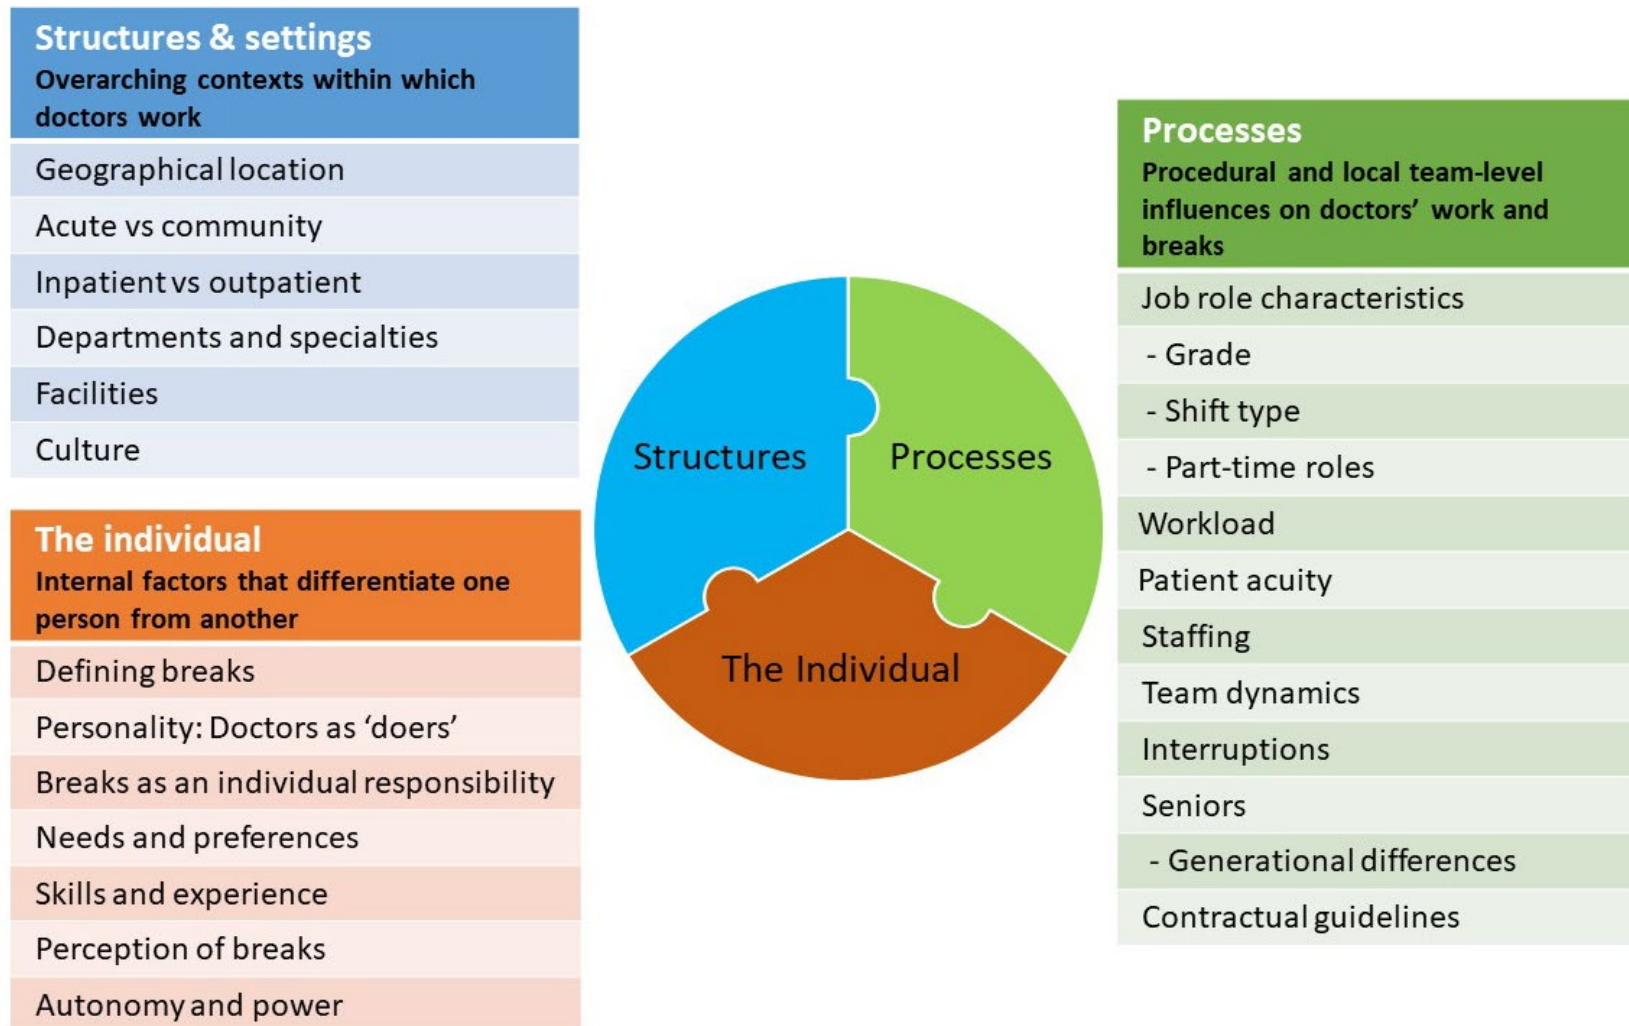 Structures & settings
Overarching contexts within which
doctors work
Geographical location
Acute vs community
Inpatient vs outpatient
Departments and specialties
Facilities
Culture
The individual
Internal factors that differentiate one
person from another
Defining breaks
Personality: Doctors as ‘doers’
Breaks as an individual responsibility
Needs and preferences
Skills and experience
Perception of breaks
Autonomy and power
Structures
Processes
The Individual
Processes
Procedural and local team-level
influences on doctors’ work and
breaks
Job role characteristics
- Grade
- Shift type
- Part-time roles
Workload
Patient acuity
Staffing
Team dynamics
Interruptions
Seniors
- Generational differences
Contractual guidelines